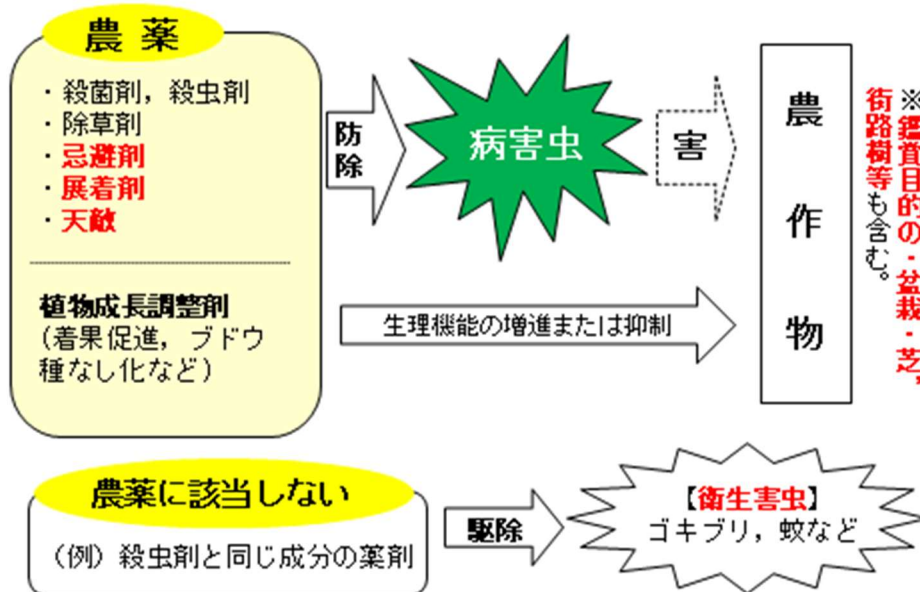 農薬
・殺菌剤，殺虫剤
・除草剤
・忌避剤
・展着剤
・天敵
植物成長調整剤
（着果促進，ブドウ
種なし化など）
防除
病害虫
害
生理機能の増進または抑制
農作物
※鑑賞目的の・盆栽・芝，
街路樹等も含む。
農薬に該当しない
（例）殺虫剤と同じ成分の薬剤
駆除
【衛生害虫】
ゴキブリ，蚊など